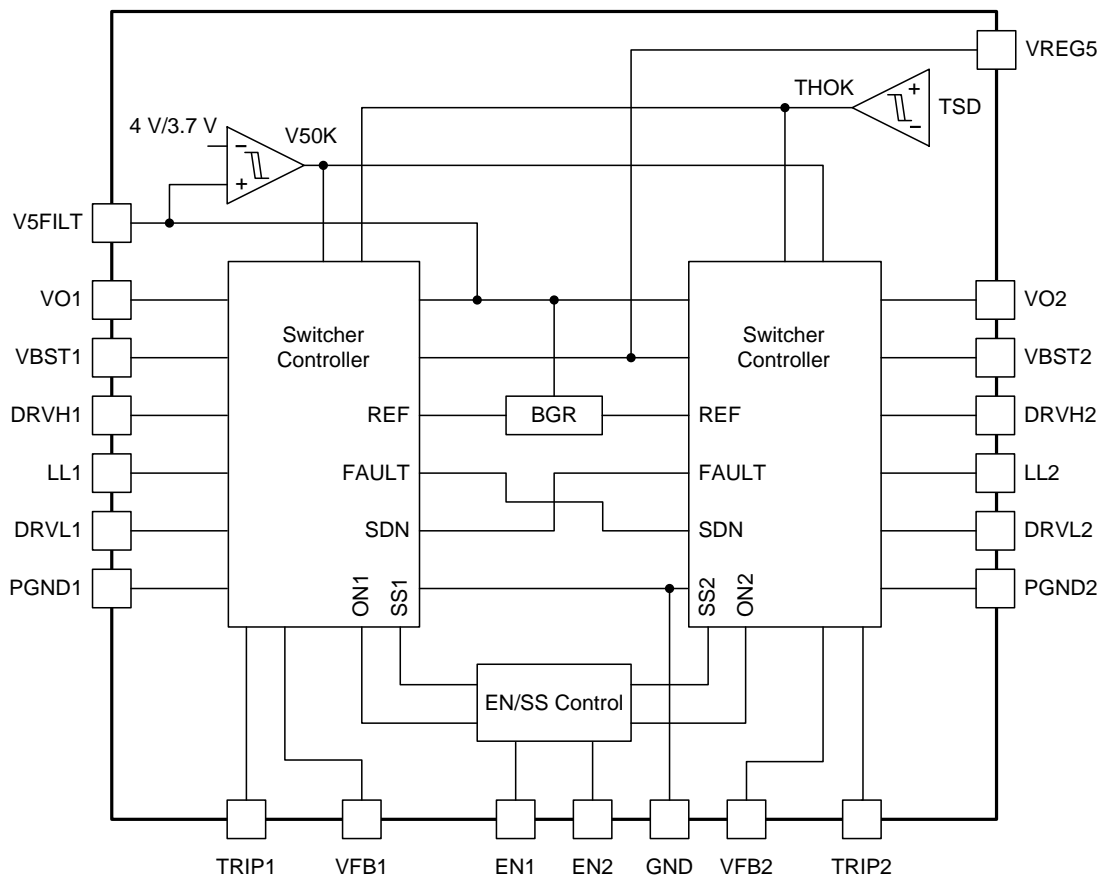 VREG5
THOK
TSD
+
−
4 V/3.7 V
V50K
−
+
V5FILT
VO1
VBST1
DRVH1
LL1
DRVL1
PGND1
Switcher
Controller
REF
FAULT
SDN
ON1
SS1
BGR
Switcher
Controller
REF
FAULT
SDN
SS2
ON2
VO2
VBST2
DRVH2
LL2
DRVL2
PGND2
EN/SS Control
TRIP1
VFB1
EN1
EN2
GND
VFB2
TRIP2